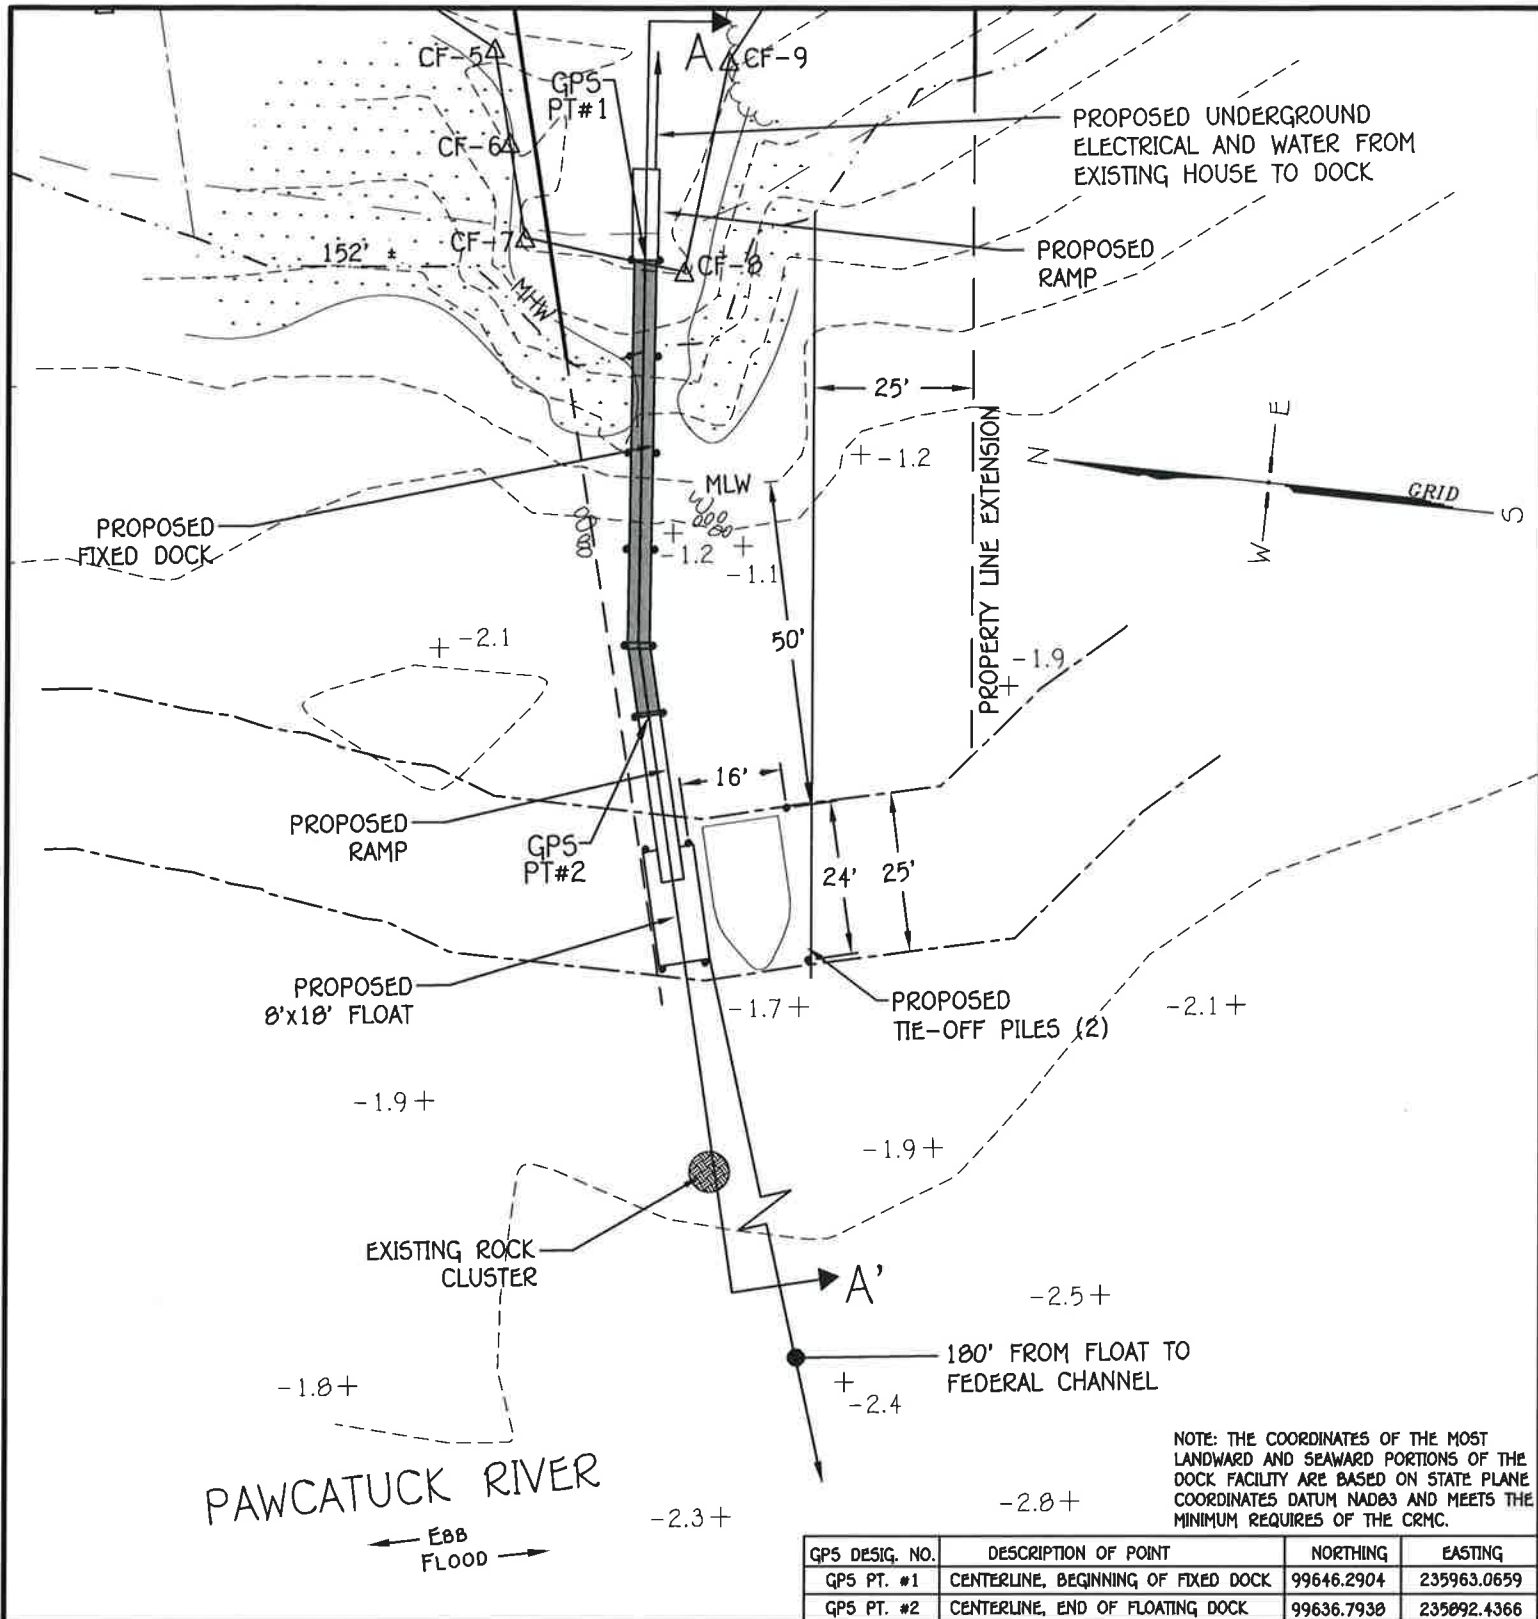 CF-5
A
CF-9
GPS
PT#1
CF-6
PROPOSED UNDERGROUND
ELECTRICAL AND WATER FROM
EXISTING HOUSE TO DOCK
CF-7
152' ±
CF-8
PROPOSED
RAMP
MHW
25'
PROPERTY LINE EXTENSION
-1.2
N
E
GRID
S
W
MLW
PROPOSED
FIXED DOCK
-1.2
-1.1
-2.1
50'
-1.9
16'
PROPOSED
RAMP
GPS
PT#2
24'
25'
PROPOSED
8'x18' FLOAT
-1.7
PROPOSED
TIE-OFF PILES (2)
-2.1
-1.9
-1.9
EXISTING ROCK
CLUSTER
A'
-2.5
180' FROM FLOAT TO
FEDERAL CHANNEL
-1.8
-2.4
PAWCATUCK RIVER
EBB
FLOOD
-2.3
-2.8
NOTE: THE COORDINATES OF THE MOST
LANDWARD AND SEAWARD PORTIONS OF THE
DOCK FACILITY ARE BASED ON STATE PLANE
COORDINATES DATUM NAD83 AND MEETS THE
MINIMUM REQUIRES OF THE CRMC.
GPS DESIG. NO. DESCRIPTION OF POINT NORTHING EASTING
GPS PT. #1 CENTERLINE, BEGINNING OF FIXED DOCK 99646.2904 235963.0659
GPS PT. #2 CENTERLINE, END OF FLOATING DOCK 99636.7938 235892.4366